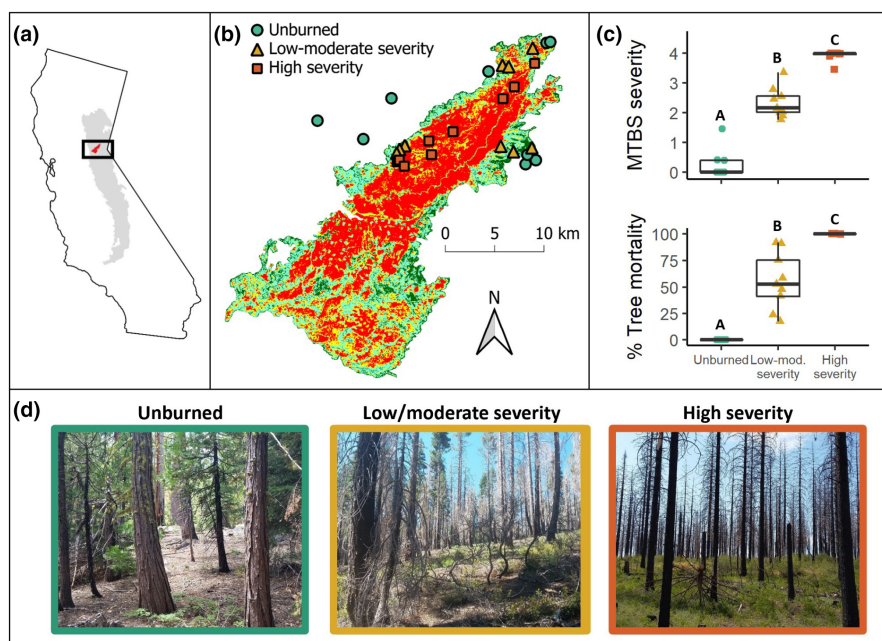 (a)
(b)
Unburned
Low-moderate severity
High severity
0 5 10 km
N
(c)
MTBS severity
4
3
2
1
0
A
B
C
% Tree mortality
100
75
50
25
0
A
B
C
Unburned
Low-mod.
severity
High
severity
(d)
Unburned
Low/moderate severity
High severity